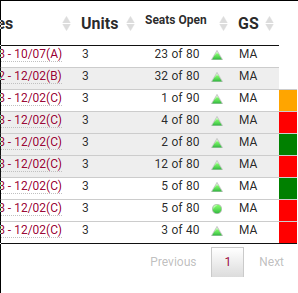 es Units Seats Open GS
3 - 10/07(A) 3 23 of 80 MA
2 - 12/02(B) 3 32 of 80 MA
3 - 12/02(C) 3 1 of 90 MA
3 - 12/02(C) 3 4 of 80 MA
3 - 12/02(C) 3 2 of 80 MA
3 - 12/02(C) 3 12 of 80 MA
3 - 12/02(C) 3 5 of 80 MA
3 - 12/02(C) 3 5 of 80 MA
3 - 12/02(C) 3 3 of 40 MA
Previous 1 Next